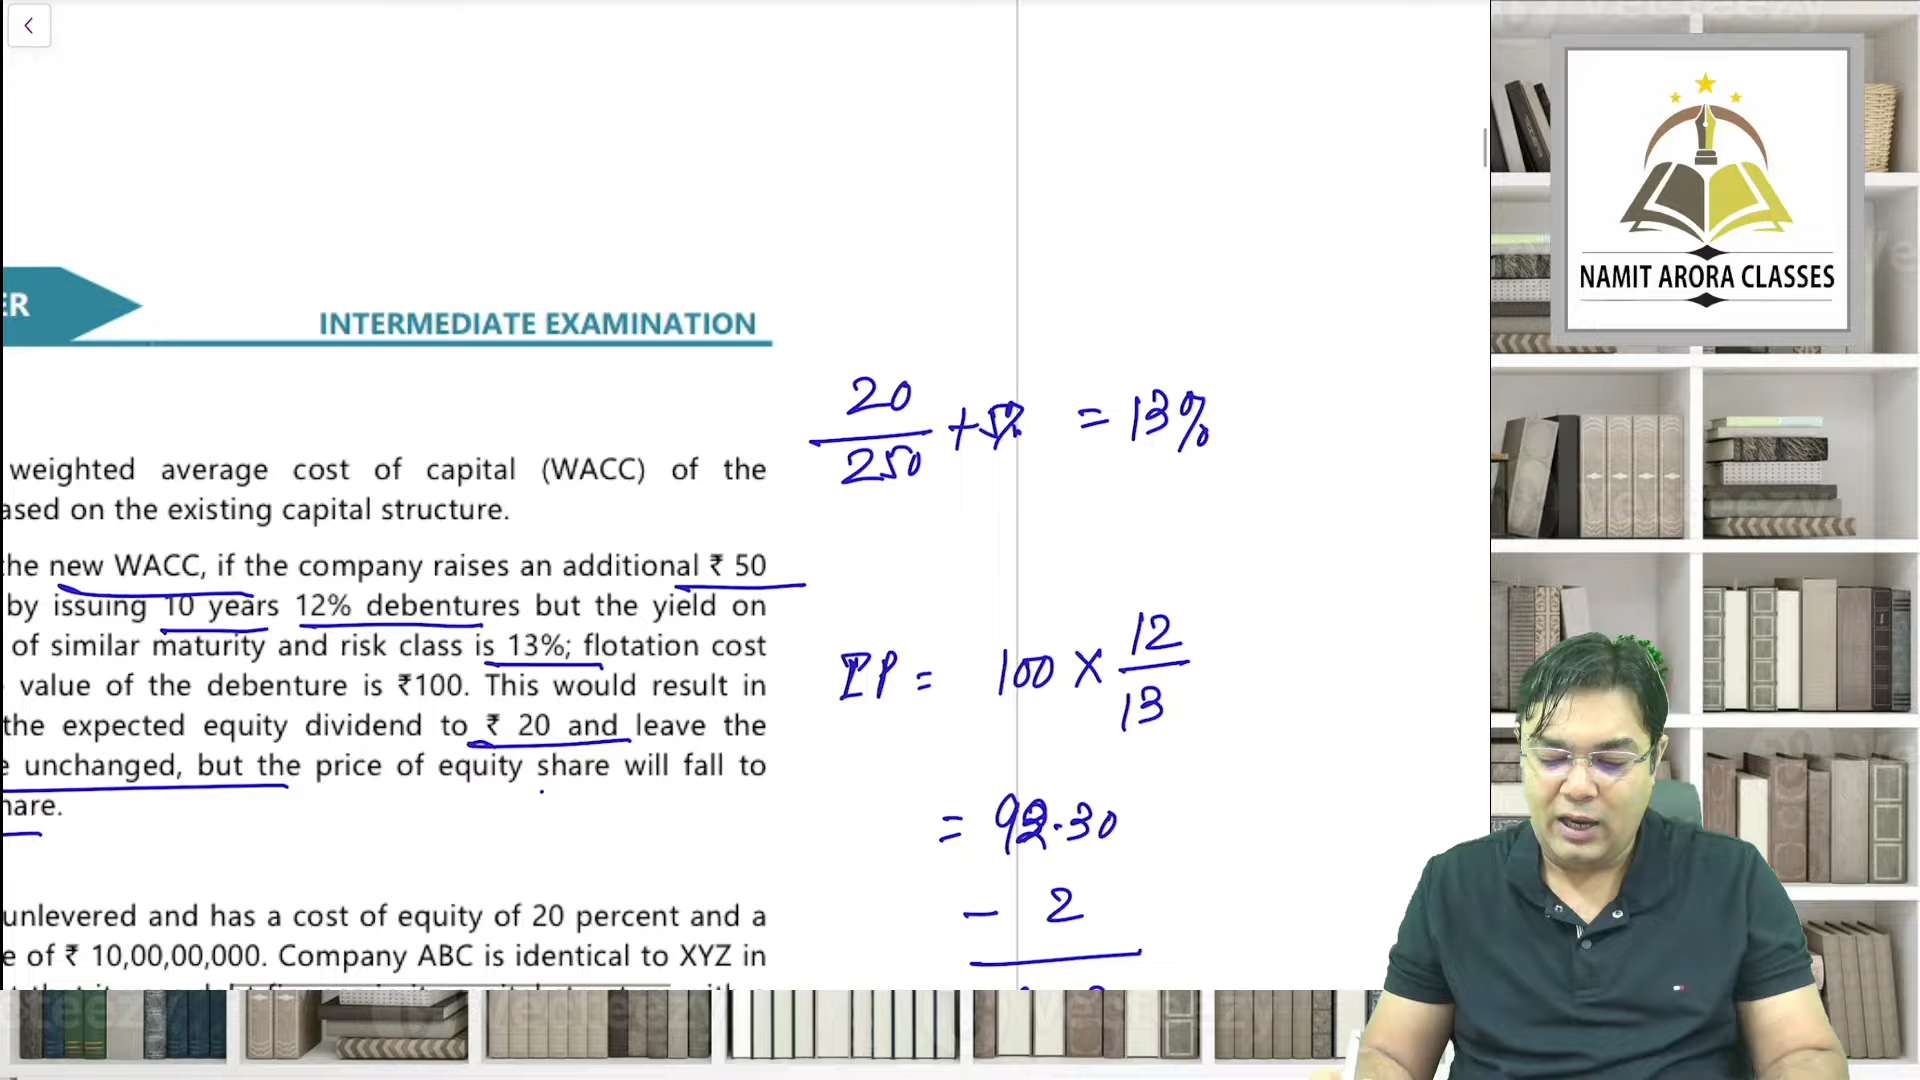 ER
INTERMEDIATE EXAMINATION
weighted average cost of capital (WACC) of the
ased on the existing capital structure.
the new WACC, if the company raises an additional ₹ 50
by issuing 10 years 12% debentures but the yield on
of similar maturity and risk class is 13%; flotation cost
value of the debenture is ₹100. This would result in
the expected equity dividend to ₹ 20 and leave the
e unchanged, but the price of equity share will fall to
hare.
unlevered and has a cost of equity of 20 percent and a
e of ₹ 10,00,00,000. Company ABC is identical to XYZ in
20
250
+ 5% = 13%
IP = 100 × 12
13
= 92.30
- 2
NAMIT ARORA CLASSES